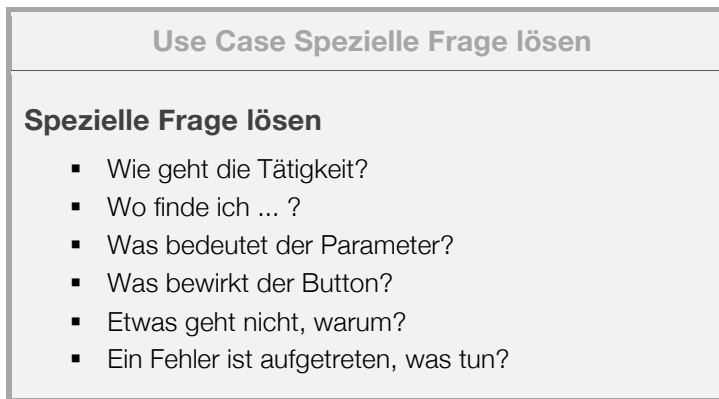 Use Case Spezielle Frage lösen
Spezielle Frage lösen
▪ Wie geht die Tätigkeit?
▪ Wo finde ich ... ?
▪ Was bedeutet der Parameter?
▪ Was bewirkt der Button?
▪ Etwas geht nicht, warum?
▪ Ein Fehler ist aufgetreten, was tun?